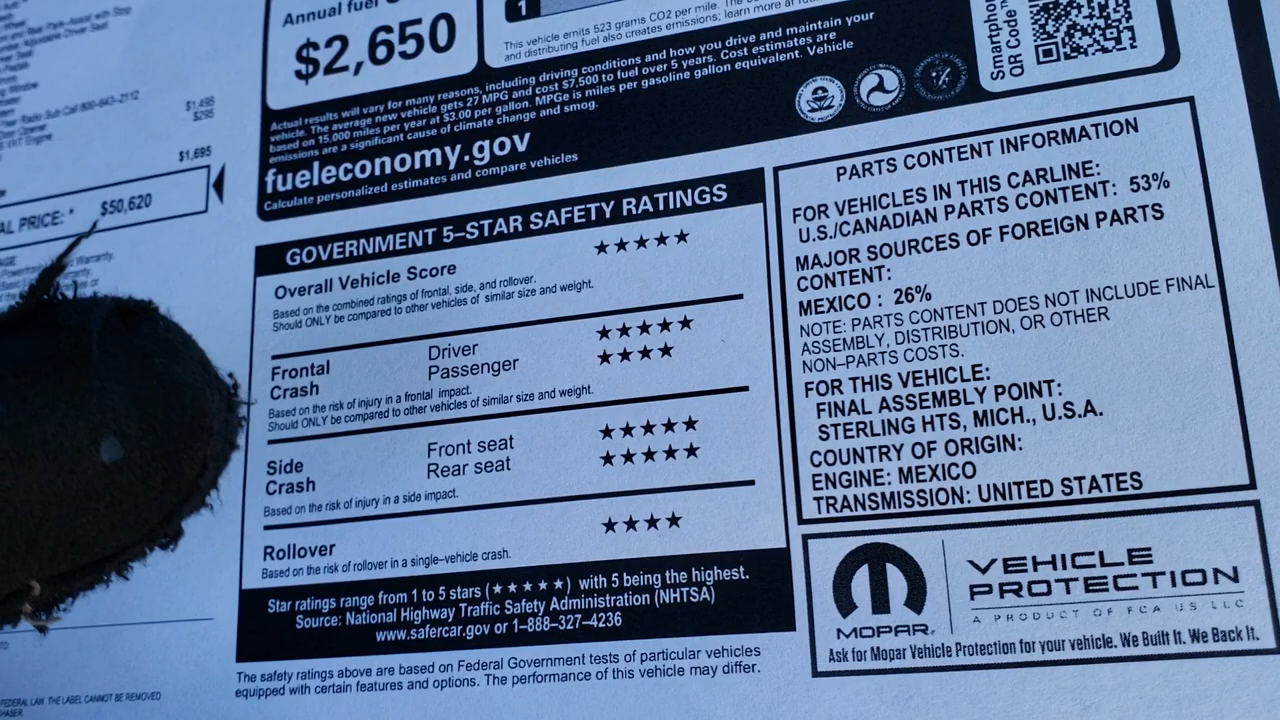 Park-Assist with Stop
Radio Sub Call 800-643-2112
$1,495
$295
$1,695
AL PRICE: * $50,620
Annual fuel
$2,650
1
This vehicle emits 523 grams CO2 per mile. The
and distributing fuel also creates emissions; learn more at
Actual results will vary for many reasons, including driving conditions and how you drive and maintain your
vehicle. The average new vehicle gets 27 MPG and cost $7,500 to fuel over 5 years. Cost estimates are
based on 15,000 miles per year at $3.00 per gallon. MPGe is miles per gasoline gallon equivalent. Vehicle
emissions are a significant cause of climate change and smog.
fueleconomy.gov
Calculate personalized estimates and compare vehicles
Smartphone
QR Code™
GOVERNMENT 5–STAR SAFETY RATINGS
Overall Vehicle Score ★★★★★
Based on the combined ratings of frontal, side, and rollover.
Should ONLY be compared to other vehicles of similar size and weight.
Frontal Driver ★★★★★
Crash Passenger ★★★★
Based on the risk of injury in a frontal impact.
Should ONLY be compared to other vehicles of similar size and weight.
Side Front seat ★★★★★
Crash Rear seat ★★★★★
Based on the risk of injury in a side impact.
Rollover ★★★★
Based on the risk of rollover in a single–vehicle crash.
Star ratings range from 1 to 5 stars (★★★★★) with 5 being the highest.
Source: National Highway Traffic Safety Administration (NHTSA)
www.safercar.gov or 1–888–327–4236
The safety ratings above are based on Federal Government tests of particular vehicles
equipped with certain features and options. The performance of this vehicle may differ.
PARTS CONTENT INFORMATION
FOR VEHICLES IN THIS CARLINE:
U.S./CANADIAN PARTS CONTENT: 53%
MAJOR SOURCES OF FOREIGN PARTS
CONTENT:
MEXICO : 26%
NOTE: PARTS CONTENT DOES NOT INCLUDE FINAL
ASSEMBLY, DISTRIBUTION, OR OTHER
NON–PARTS COSTS.
FOR THIS VEHICLE:
FINAL ASSEMBLY POINT:
STERLING HTS, MICH., U.S.A.
COUNTRY OF ORIGIN:
ENGINE: MEXICO
TRANSMISSION: UNITED STATES
MOPAR.
VEHICLE
PROTECTION
A PRODUCT OF FCA US LLC
Ask for Mopar Vehicle Protection for your vehicle. We Built It. We Back It.
FEDERAL LAW. THE LABEL CANNOT BE REMOVED